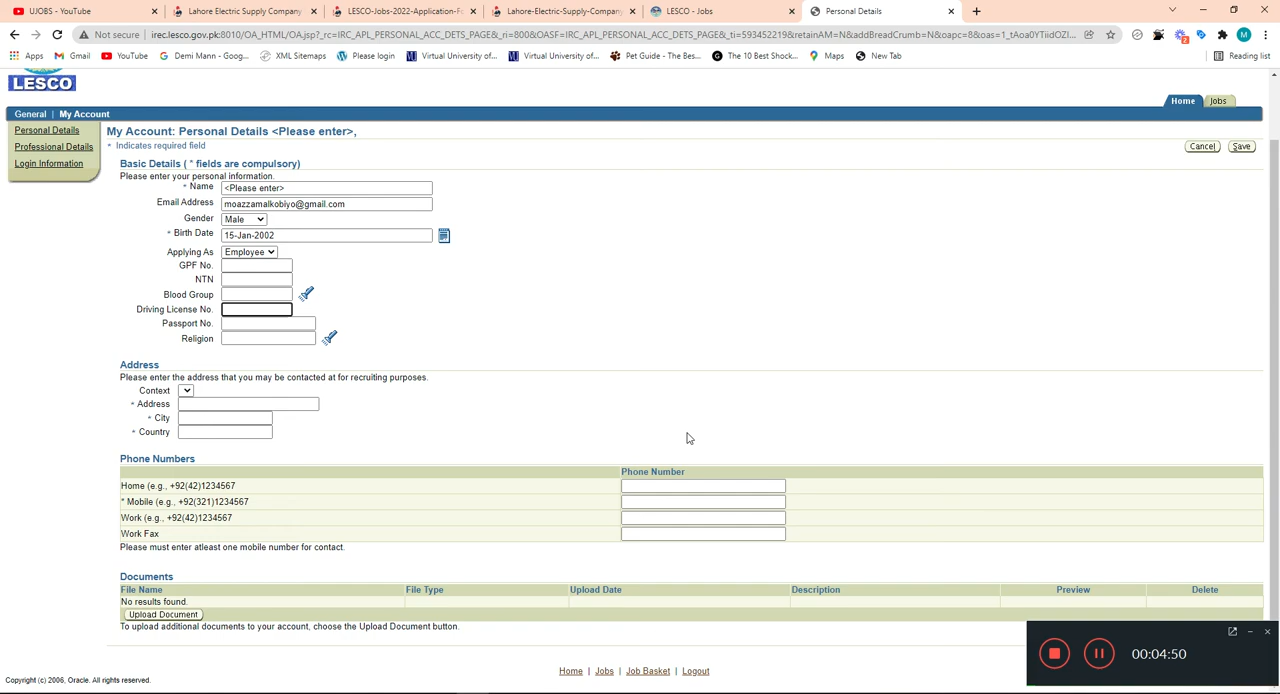 UJOBS - YouTube
Lahore Electric Supply Company
LESCO-Jobs-2022-Application-Fo
Lahore-Electric-Supply-Company
LESCO - Jobs
Personal Details
Not secure | irec.lesco.gov.pk:8010/OA_HTML/OA.jsp?_rc=IRC_APL_PERSONAL_ACC_DETS_PAGE&_ri=800&OASF=IRC_APL_PERSONAL_ACC_DETS_PAGE&_ti=593452219&retainAM=N&addBreadCrumb=N&oapc=8&oas=1_tAoa0YTiidOZI...
Apps
Gmail
YouTube
Demi Mann - Goog...
XML Sitemaps
Please login
Virtual University of...
Virtual University of...
Pet Guide - The Bes...
The 10 Best Shock...
Maps
New Tab
Reading list
LESCO
Home
Jobs
General | My Account
Personal Details
Professional Details
Login Information
My Account: Personal Details <Please enter>,
* Indicates required field
Cancel
Save
Basic Details ( * fields are compulsory)
Please enter your personal information.
* Name <Please enter>
Email Address moazzamalkobiyo@gmail.com
Gender Male
* Birth Date 15-Jan-2002
Applying As Employee
GPF No.
NTN
Blood Group
Driving License No.
Passport No.
Religion
Address
Please enter the address that you may be contacted at for recruiting purposes.
Context
* Address
* City
* Country
Phone Numbers
Phone Number
Home (e.g., +92(42)1234567
* Mobile (e.g., +92(321)1234567
Work (e.g., +92(42)1234567
Work Fax
Please must enter atleast one mobile number for contact.
Documents
File Name File Type Upload Date Description Preview Delete
No results found.
Upload Document
To upload additional documents to your account, choose the Upload Document button.
00:04:50
Home | Jobs | Job Basket | Logout
Copyright (c) 2006, Oracle. All rights reserved.